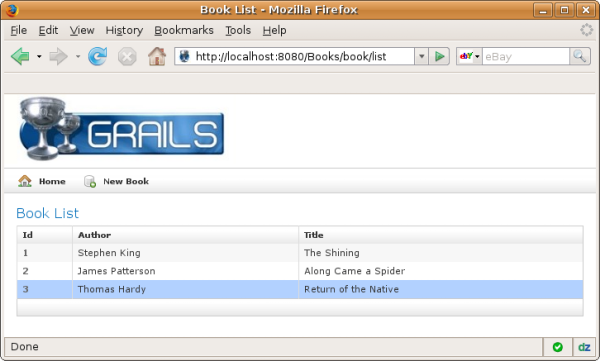 Book List - Mozilla Firefox
File Edit View History Bookmarks Tools Help
http://localhost:8080/Books/book/list eBay eBay
GRAILS
Home New Book
Book List
Id Author Title
1 Stephen King The Shining
2 James Patterson Along Came a Spider
3 Thomas Hardy Return of the Native
Done dz